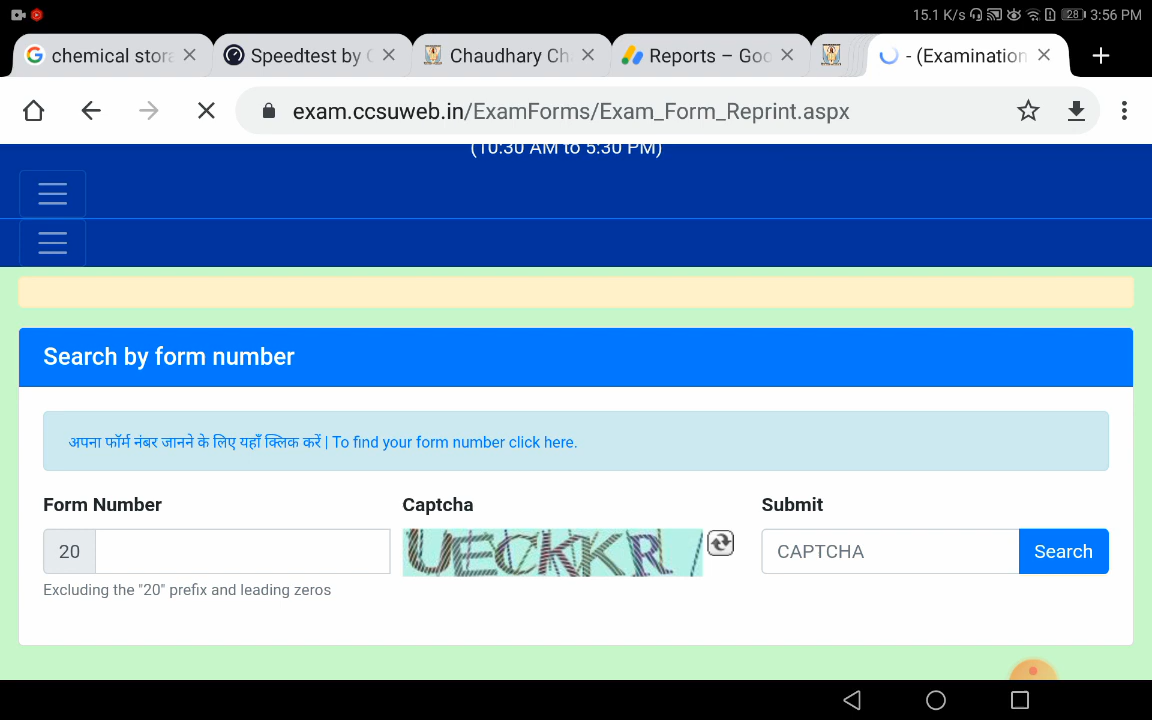 15.1 K/s 28 3:56 PM
chemical stora
Speedtest by
Chaudhary Ch
Reports – Goo
- (Examination
exam.ccsuweb.in/ExamForms/Exam_Form_Reprint.aspx
(10:30 AM to 5:30 PM)
Search by form number
अपना फॉर्म नंबर जानने के लिए यहाँ क्लिक करें | To find your form number click here.
Form Number
Captcha
Submit
20
UECKKR
CAPTCHA
Search
Excluding the "20" prefix and leading zeros